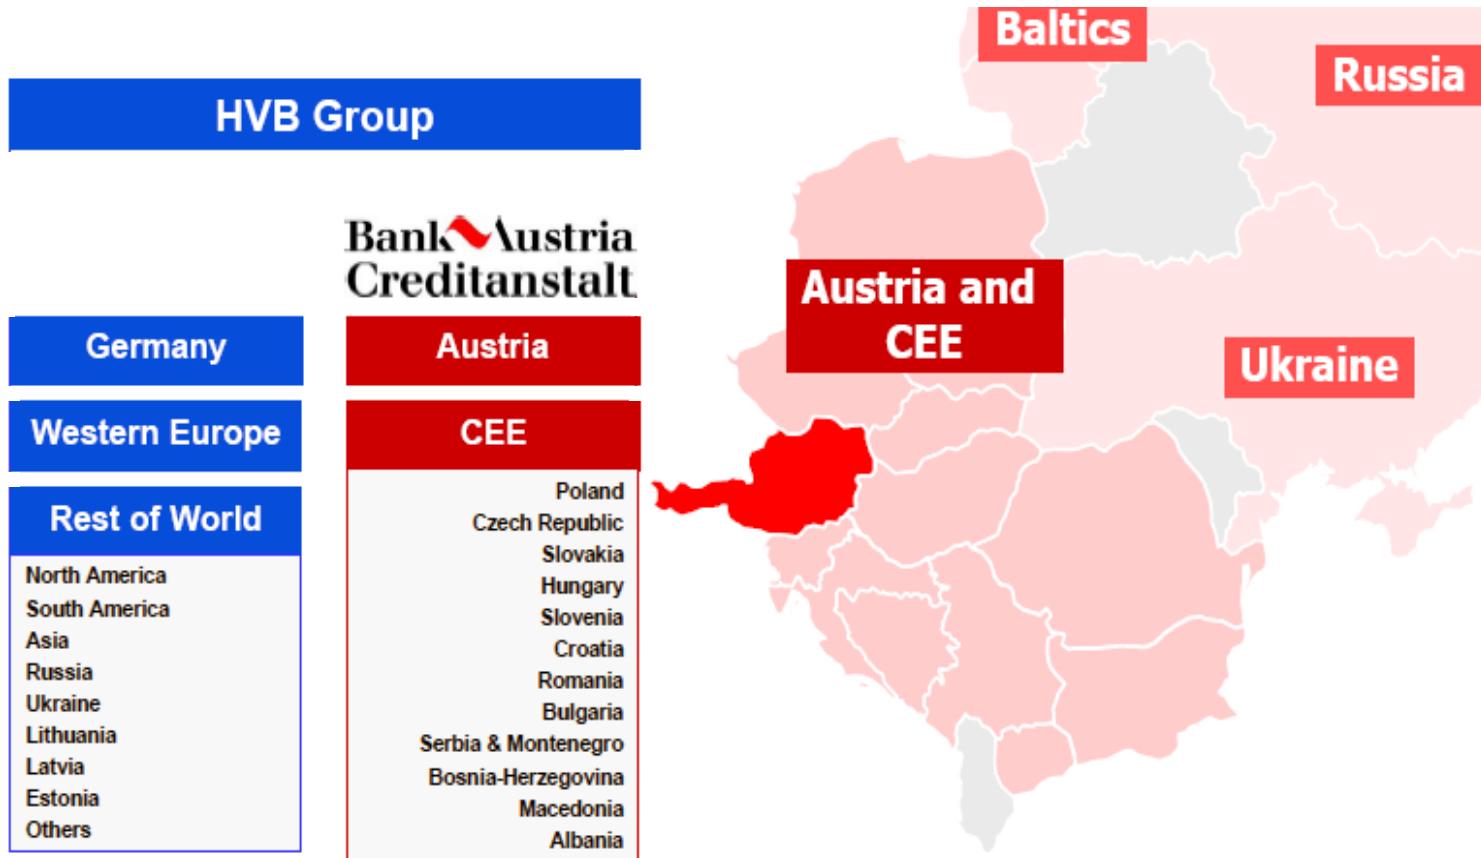 HVB Group
Bank Austria
Creditanstalt
Germany
Western Europe
Rest of World
North America
South America
Asia
Russia
Ukraine
Lithuania
Latvia
Estonia
Others
Austria
CEE
Poland
Czech Republic
Slovakia
Hungary
Slovenia
Croatia
Romania
Bulgaria
Serbia & Montenegro
Bosnia-Herzegovina
Macedonia
Albania
Baltics
Russia
Austria and
CEE
Ukraine